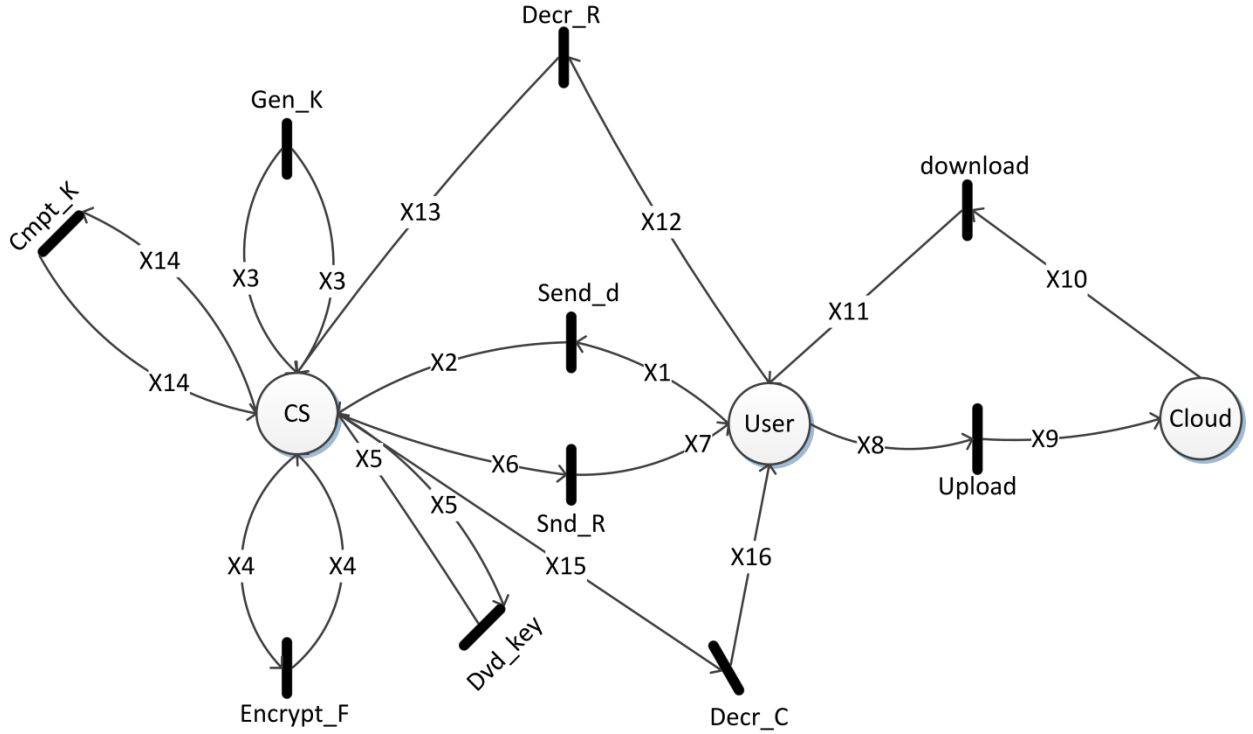 Decr_R
Gen_K
download
Cmpt_K
X13
X12
X14
X3
X3
Send_d
X10
X11
X2
X1
X14
CS
User
Cloud
X5
X6
X7
X8
X9
Upload
X5
Snd_R
X4
X4
X15
X16
Dvd_key
Encrypt_F
Decr_C